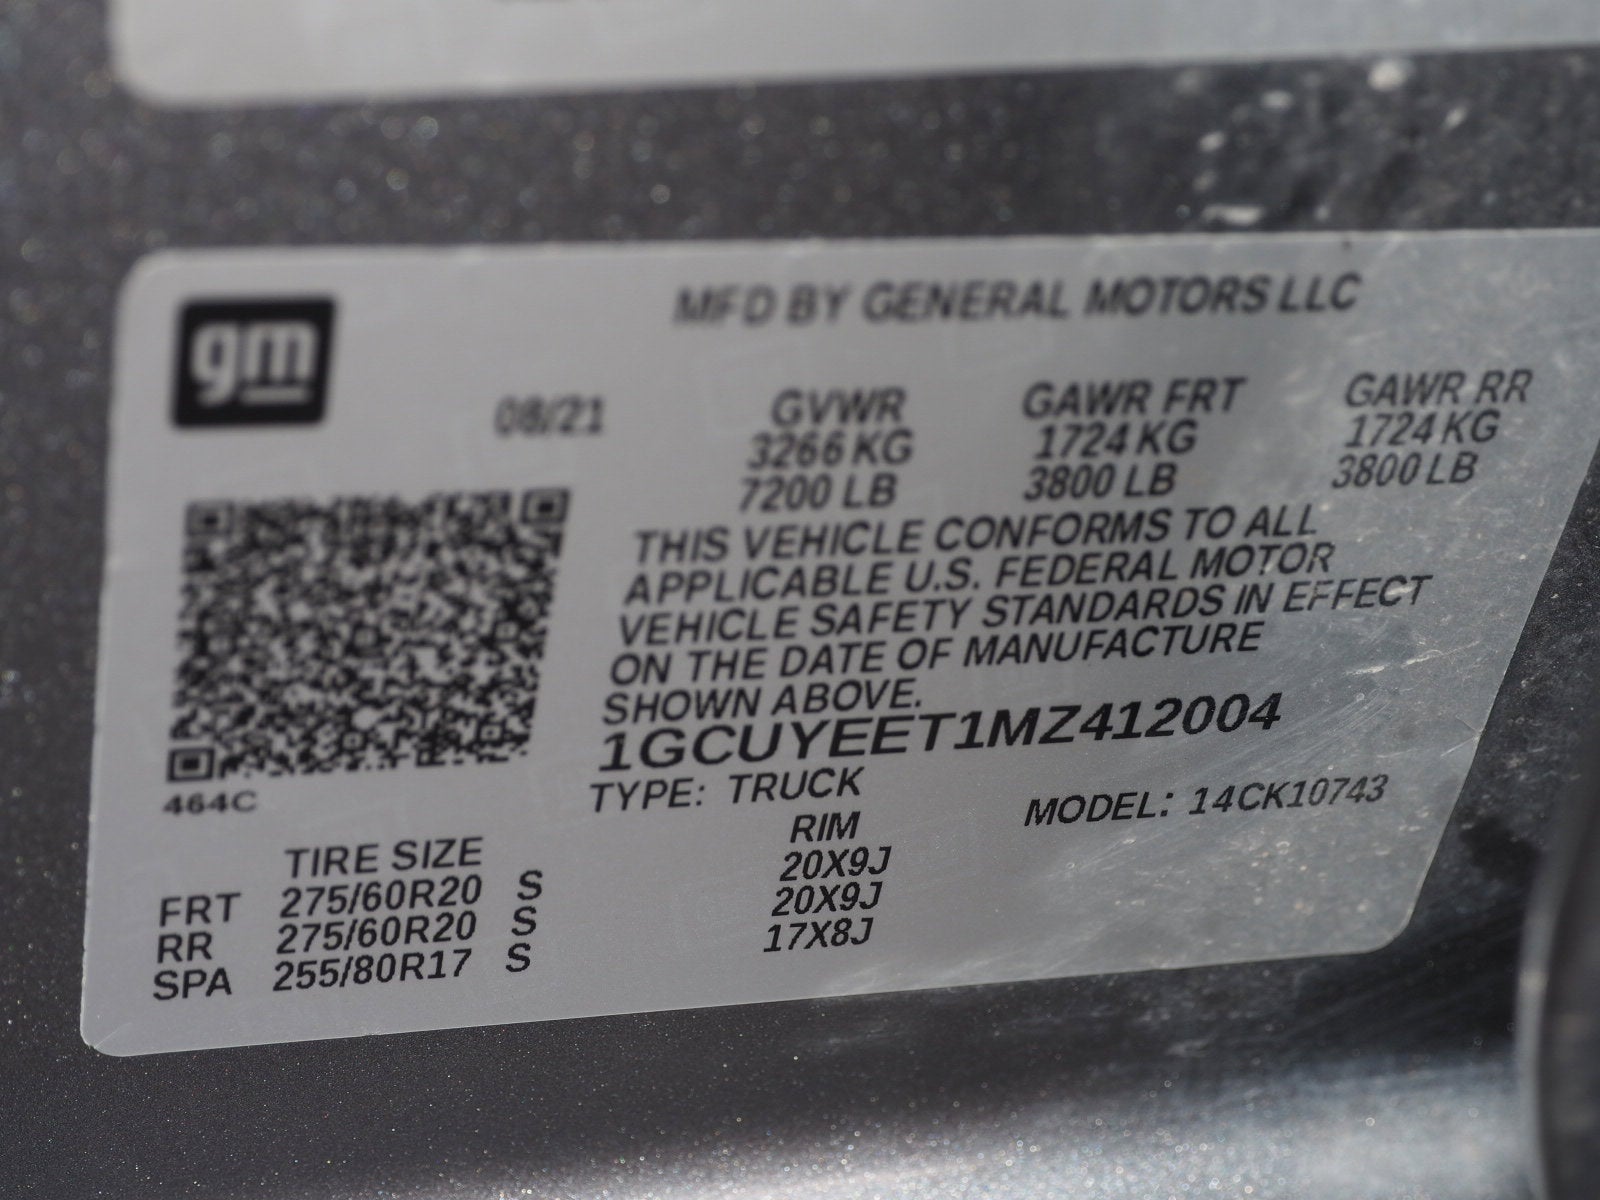 gm
MFD BY GENERAL MOTORS LLC
08/21
GVWR GAWR FRT GAWR RR
3266 KG 1724 KG 1724 KG
7200 LB 3800 LB 3800 LB
THIS VEHICLE CONFORMS TO ALL
APPLICABLE U.S. FEDERAL MOTOR
VEHICLE SAFETY STANDARDS IN EFFECT
ON THE DATE OF MANUFACTURE
SHOWN ABOVE.
1GCUYEET1MZ412004
464C
TYPE: TRUCK MODEL: 14CK10743
TIRE SIZE RIM
FRT 275/60R20 S 20X9J
RR 275/60R20 S 20X9J
SPA 255/80R17 S 17X8J